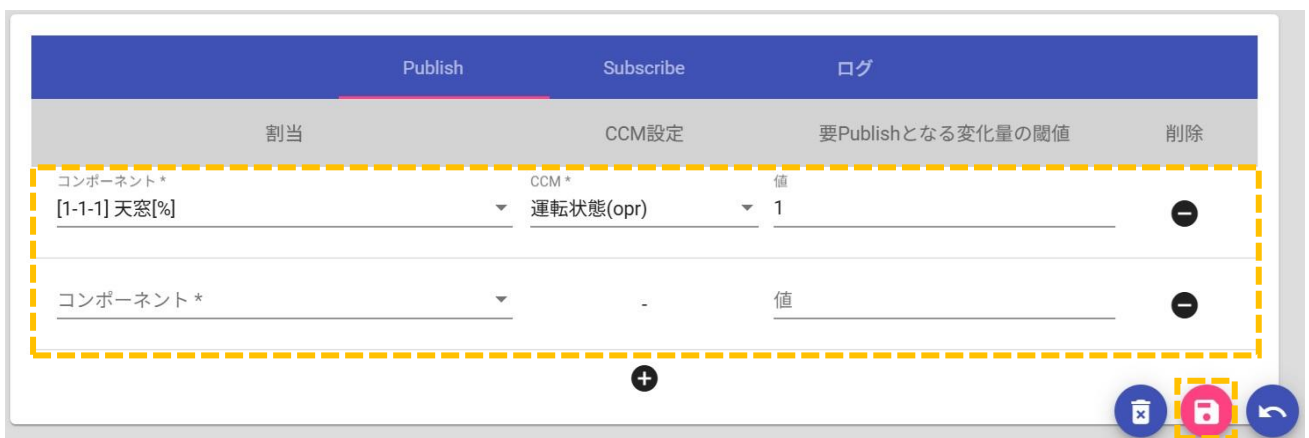 Publish Subscribe ログ
割当 CCM設定 要Publishとなる変化量の閾値 削除
コンポーネント * CCM * 値
[1-1-1] 天窓[%] 運転状態(opr) 1
コンポーネント * - 値